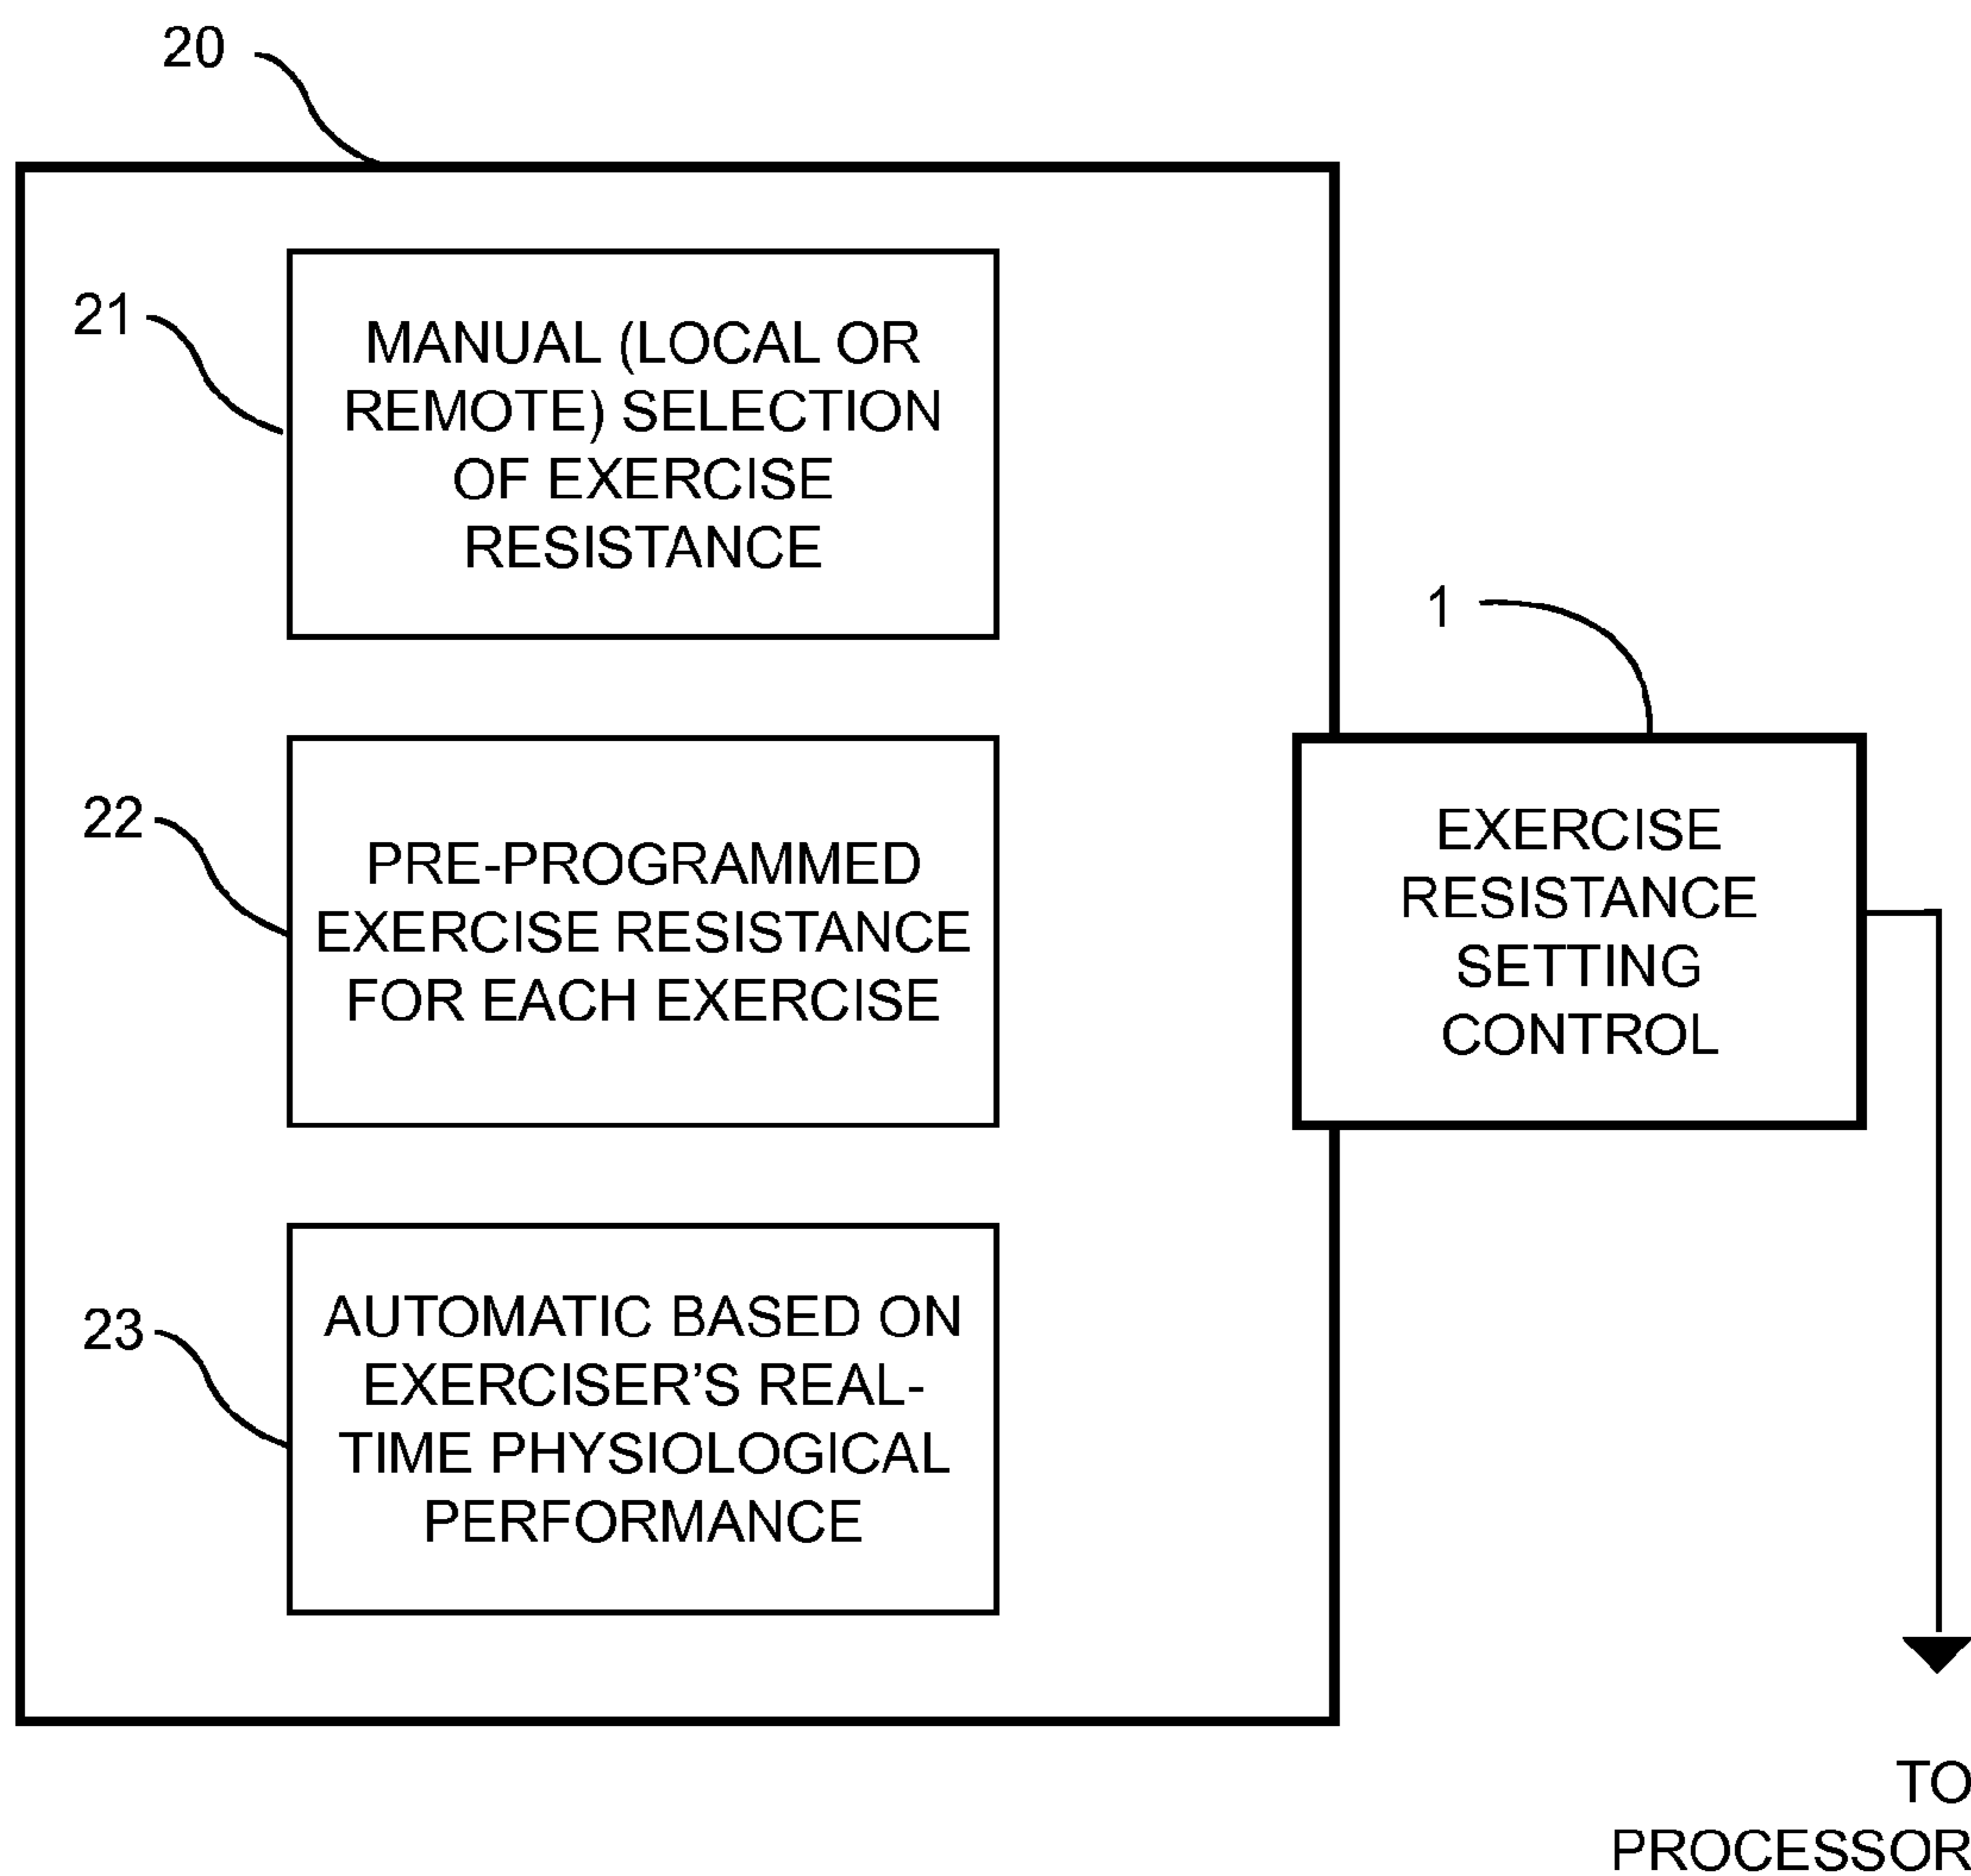 20
21
MANUAL (LOCAL OR
REMOTE) SELECTION
OF EXERCISE
RESISTANCE
1
22
PRE-PROGRAMMED
EXERCISE RESISTANCE
FOR EACH EXERCISE
EXERCISE
RESISTANCE
SETTING
CONTROL
23
AUTOMATIC BASED ON
EXERCISER’S REAL-
TIME PHYSIOLOGICAL
PERFORMANCE
TO
PROCESSOR